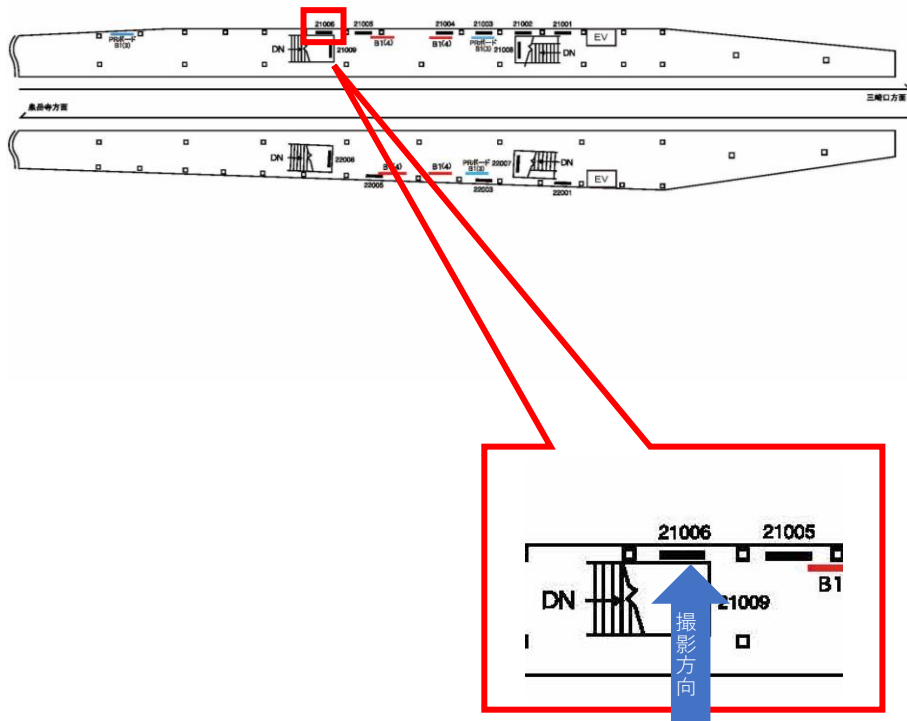 21006
21005
21004
21003
21002
21001
PRボード
B1(3)
DN
21009
B1(4)
B1(4)
PRボード
B1(3)
21008
DN
EV
泉岳寺方面
三崎口方面
DN
22008
B1(4)
B1(4)
PRボード
B1(3)
22007
DN
22005
22003
22001
EV
21006
21005
DN
21009
B1
撮影方向